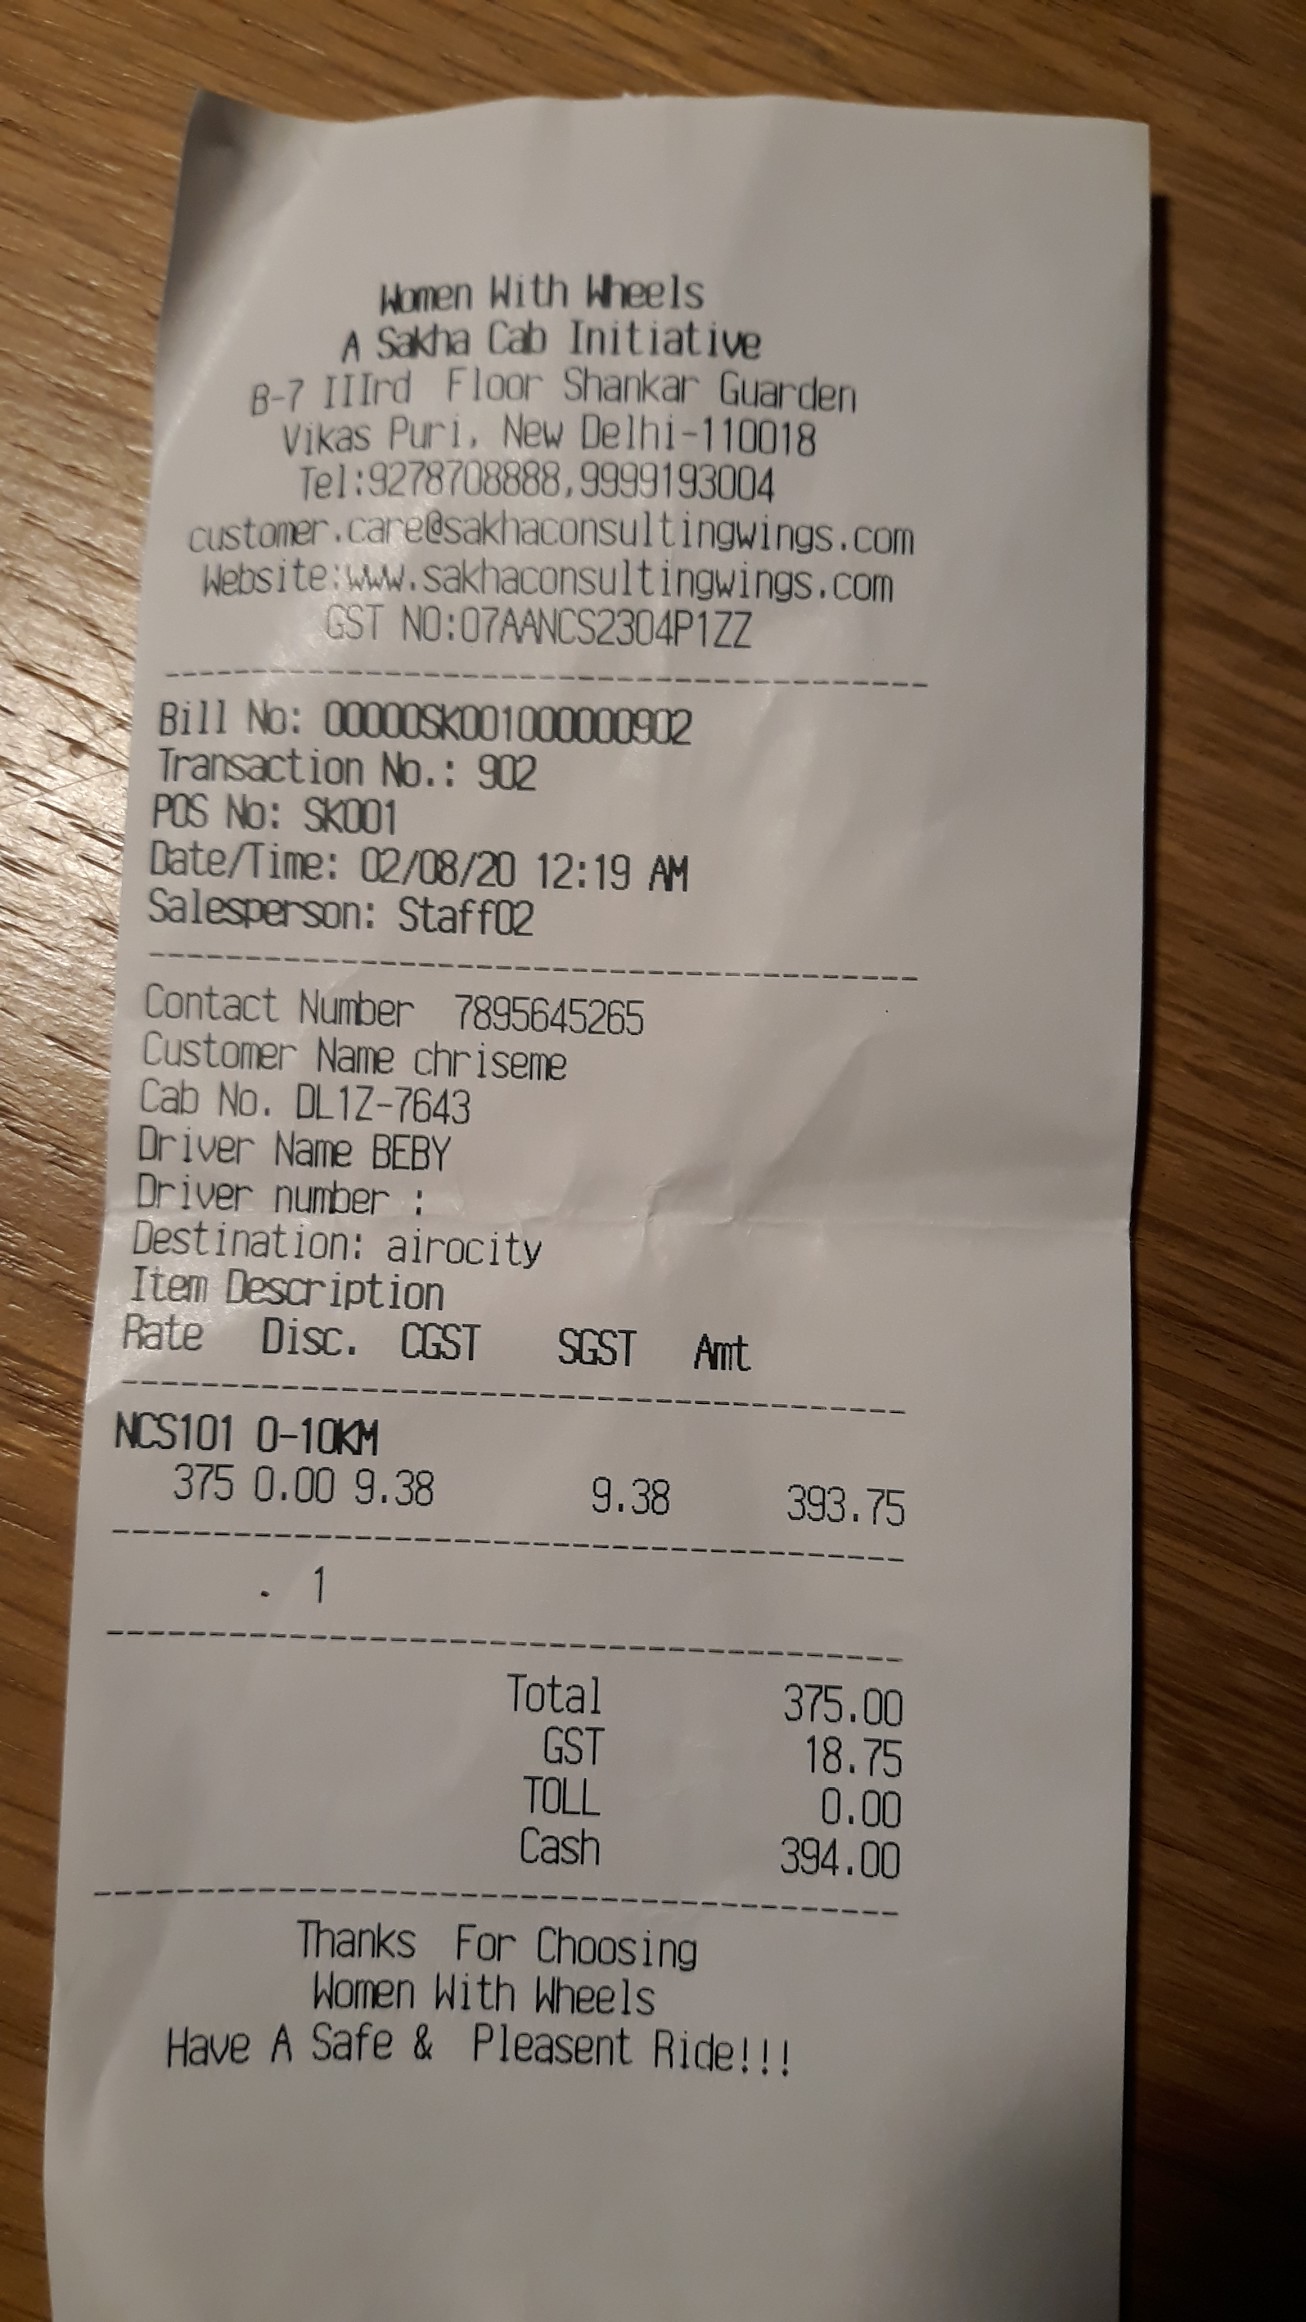 Women With Wheels
A Sakha Cab Initiative
B-7 IIIrd Floor Shankar Guarden
Vikas Puri, New Delhi-110018
Tel:9278708888,9999193004
customer.care@sakhaconsultingwings.com
Website:www.sakhaconsultingwings.com
GST NO:07AANCS2304P1ZZ
Bill No: 00000SK001000000902
Transaction No.: 902
POS No: SK001
Date/Time: 02/08/20 12:19 AM
Salesperson: Staff02
Contact Number 7895645265
Customer Name chriseme
Cab No. DL1Z-7643
Driver Name BEBY
Driver number :
Destination: airocity
Item Description
Rate Disc. CGST SGST Amt
NCS101 0-10KM
375 0.00 9.38 9.38 393.75
. 1
Total 375.00
GST 18.75
TOLL 0.00
Cash 394.00
Thanks For Choosing
Women With Wheels
Have A Safe & Pleasent Ride!!!